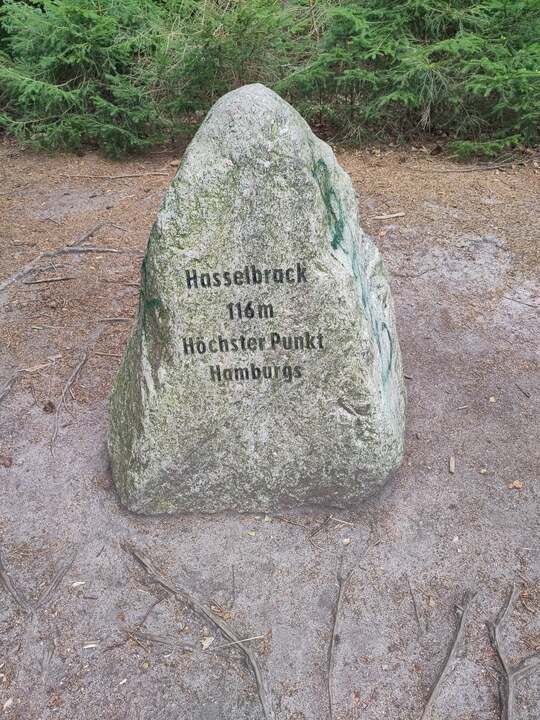 Hasselbrack
116m
Höchster Punkt
Hamburgs